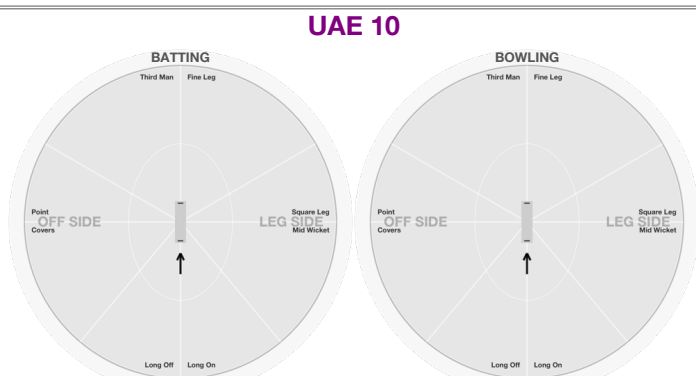 UAE 10
BATTING
Third Man Fine Leg
Point
OFF SIDE
Covers
Square Leg
LEG SIDE
Mid Wicket
Long Off Long On
BOWLING
Third Man Fine Leg
Point
OFF SIDE
Covers
Square Leg
LEG SIDE
Mid Wicket
Long Off Long On